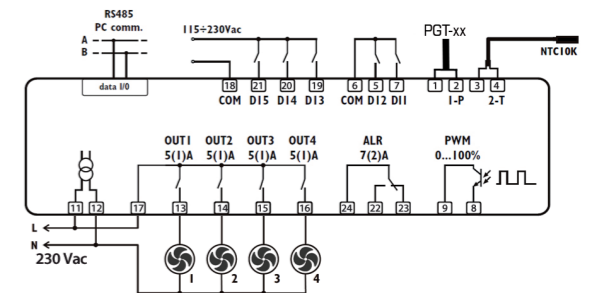 RS485
PC comm.
A
B
115÷230Vac
PGT-xx
NTC10K
data I/0
18 21 20 19 6 5 7 1 2 3 4
COM DI5 DI4 DI3 COM DI2 DI1 1-P 2-T
OUT1 OUT2 OUT3 OUT4 ALR PWM
5(1)A 5(1)A 5(1)A 5(1)A 7(2)A 0...100%
11 12 17 13 14 15 16 24 22 23 9 8
L
N
230 Vac
1 2 3 4